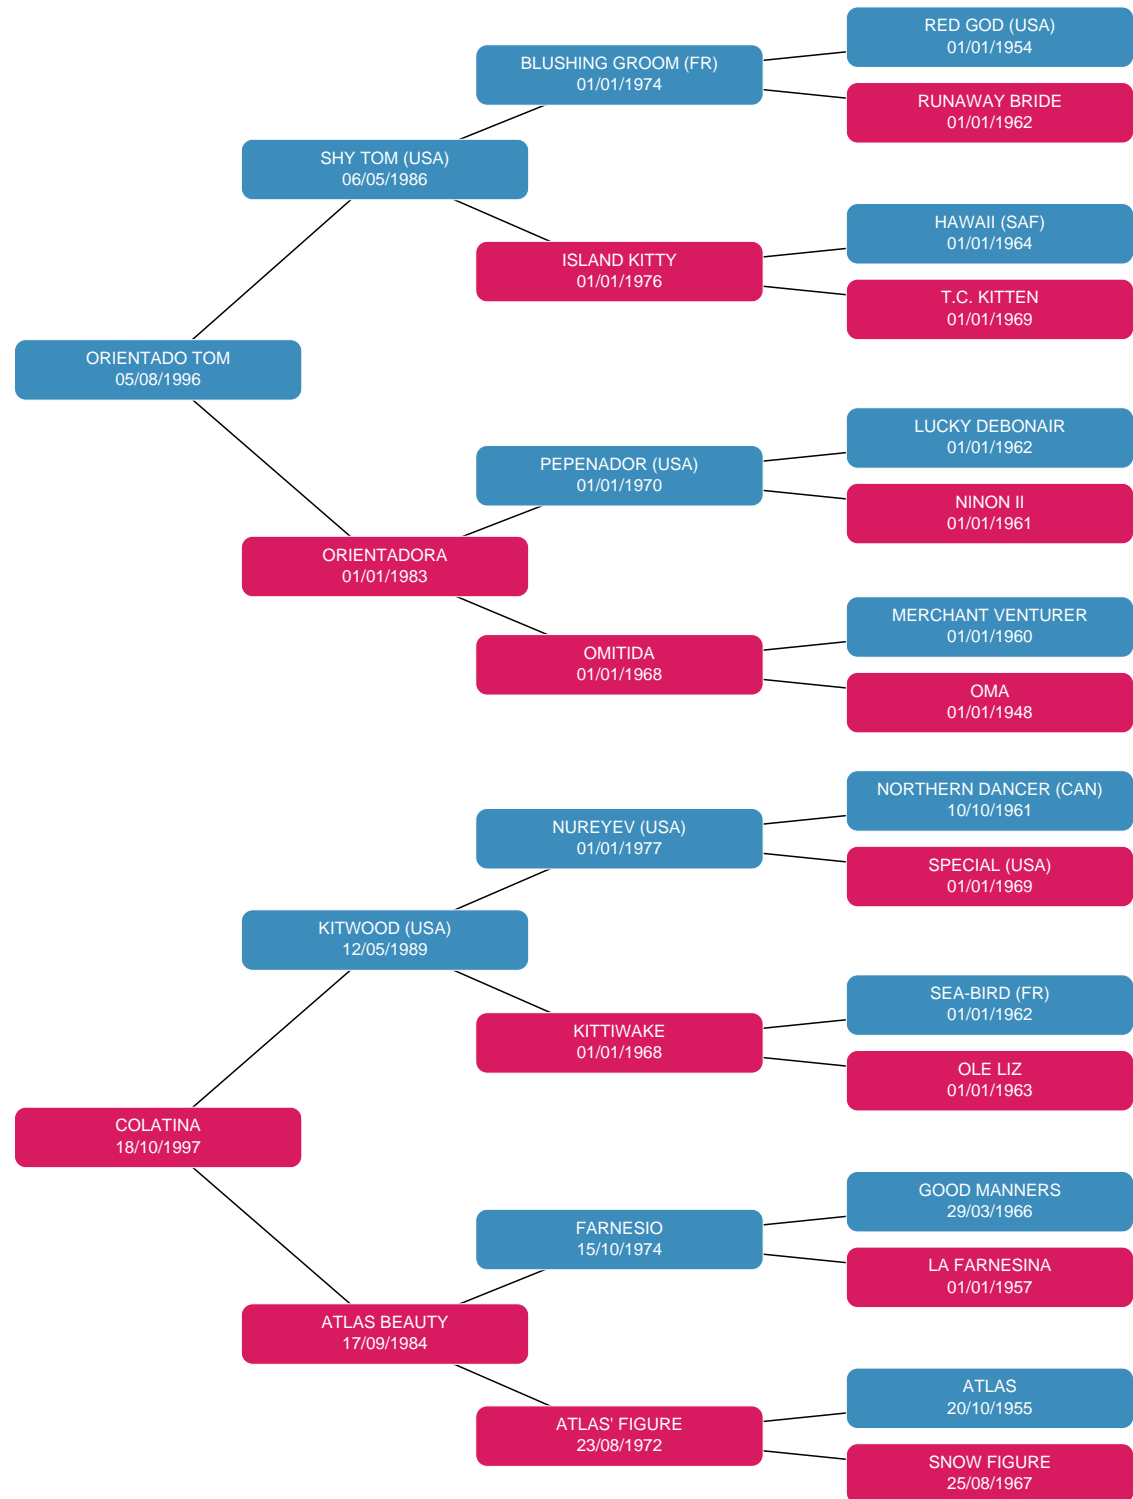 RED GOD (USA)
01/01/1954
BLUSHING GROOM (FR)
01/01/1974
RUNAWAY BRIDE
01/01/1962
SHY TOM (USA)
06/05/1986
HAWAII (SAF)
01/01/1964
ISLAND KITTY
01/01/1976
T.C. KITTEN
01/01/1969
ORIENTADO TOM
05/08/1996
LUCKY DEBONAIR
01/01/1962
PEPENADOR (USA)
01/01/1970
NINON II
01/01/1961
ORIENTADORA
01/01/1983
MERCHANT VENTURER
01/01/1960
OMITIDA
01/01/1968
OMA
01/01/1948
NORTHERN DANCER (CAN)
10/10/1961
NUREYEV (USA)
01/01/1977
SPECIAL (USA)
01/01/1969
KITWOOD (USA)
12/05/1989
SEA-BIRD (FR)
01/01/1962
KITTIWAKE
01/01/1968
OLE LIZ
01/01/1963
COLATINA
18/10/1997
GOOD MANNERS
29/03/1966
FARNESIO
15/10/1974
LA FARNESINA
01/01/1957
ATLAS BEAUTY
17/09/1984
ATLAS
20/10/1955
ATLAS' FIGURE
23/08/1972
SNOW FIGURE
25/08/1967